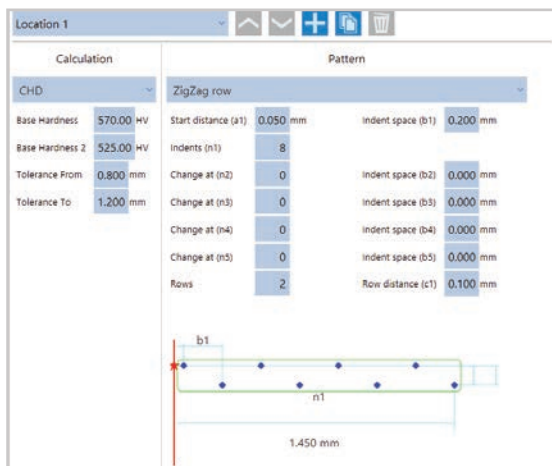 Location 1
Calculation
Pattern
CHD
ZigZag row
Base Hardness 570.00 HV
Start distance (a1) 0.050 mm
Indent space (b1) 0.200 mm
Base Hardness 2 525.00 HV
Indents (n1) 8
Tolerance From 0.800 mm
Change at (n2) 0
Indent space (b2) 0.000 mm
Tolerance To 1.200 mm
Change at (n3) 0
Indent space (b3) 0.000 mm
Change at (n4) 0
Indent space (b4) 0.000 mm
Change at (n5) 0
Indent space (b5) 0.000 mm
Rows 2
Row distance (c1) 0.100 mm
b1
n1
1.450 mm